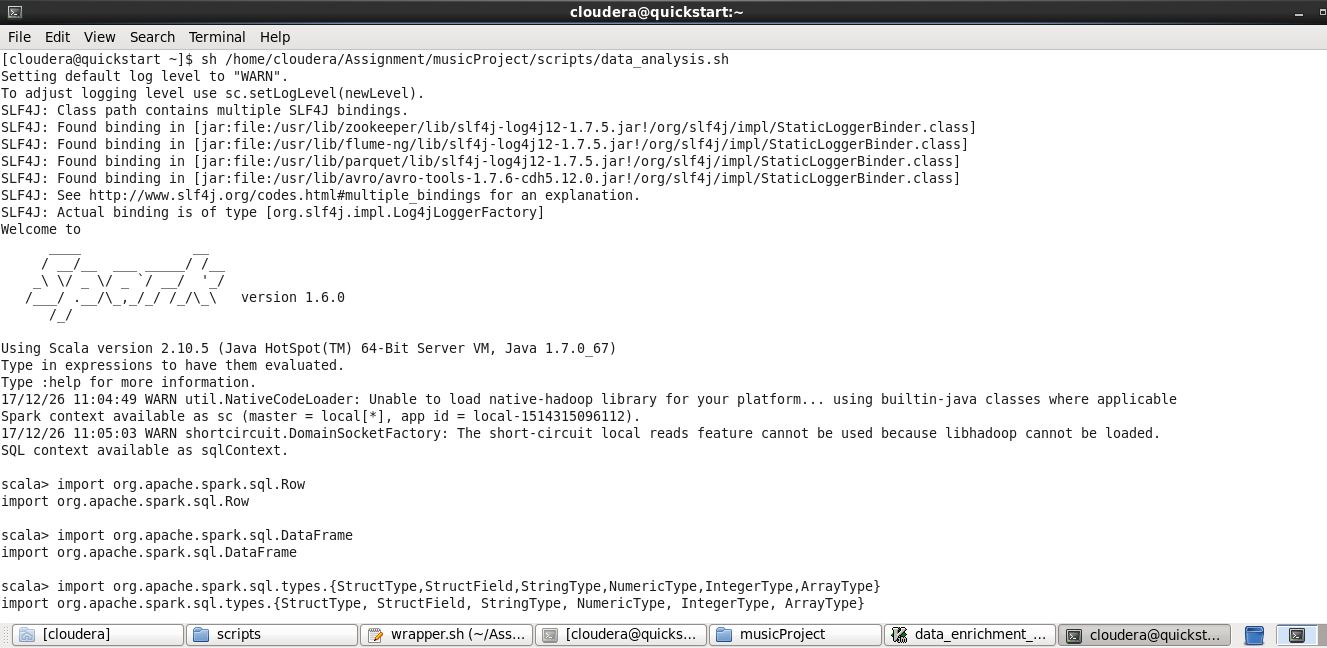 cloudera@quickstart:~
File Edit View Search Terminal Help
[cloudera@quickstart ~]$ sh /home/cloudera/Assignment/musicProject/scripts/data_analysis.sh
Setting default log level to "WARN".
To adjust logging level use sc.setLogLevel(newLevel).
SLF4J: Class path contains multiple SLF4J bindings.
SLF4J: Found binding in [jar:file:/usr/lib/zookeeper/lib/slf4j-log4j12-1.7.5.jar!/org/slf4j/impl/StaticLoggerBinder.class]
SLF4J: Found binding in [jar:file:/usr/lib/flume-ng/lib/slf4j-log4j12-1.7.5.jar!/org/slf4j/impl/StaticLoggerBinder.class]
SLF4J: Found binding in [jar:file:/usr/lib/parquet/lib/slf4j-log4j12-1.7.5.jar!/org/slf4j/impl/StaticLoggerBinder.class]
SLF4J: Found binding in [jar:file:/usr/lib/avro/avro-tools-1.7.6-cdh5.12.0.jar!/org/slf4j/impl/StaticLoggerBinder.class]
SLF4J: See http://www.slf4j.org/codes.html#multiple_bindings for an explanation.
SLF4J: Actual binding is of type [org.slf4j.impl.Log4jLoggerFactory]
Welcome to
      ____              __
     / __/__  ___ _____/ /__
    _\ \/ _ \/ _ `/ __/  '_/
   /___/ .__/\_,_/_/ /_/\_\   version 1.6.0
      /_/
Using Scala version 2.10.5 (Java HotSpot(TM) 64-Bit Server VM, Java 1.7.0_67)
Type in expressions to have them evaluated.
Type :help for more information.
17/12/26 11:04:49 WARN util.NativeCodeLoader: Unable to load native-hadoop library for your platform... using builtin-java classes where applicable
Spark context available as sc (master = local[*], app id = local-1514315096112).
17/12/26 11:05:03 WARN shortcircuit.DomainSocketFactory: The short-circuit local reads feature cannot be used because libhadoop cannot be loaded.
SQL context available as sqlContext.
scala> import org.apache.spark.sql.Row
import org.apache.spark.sql.Row
scala> import org.apache.spark.sql.DataFrame
import org.apache.spark.sql.DataFrame
scala> import org.apache.spark.sql.types.{StructType,StructField,StringType,NumericType,IntegerType,ArrayType}
import org.apache.spark.sql.types.{StructType, StructField, StringType, NumericType, IntegerType, ArrayType}
[cloudera] scripts wrapper.sh (~/Ass... [cloudera@quicks... musicProject data_enrichment_... cloudera@quickst...